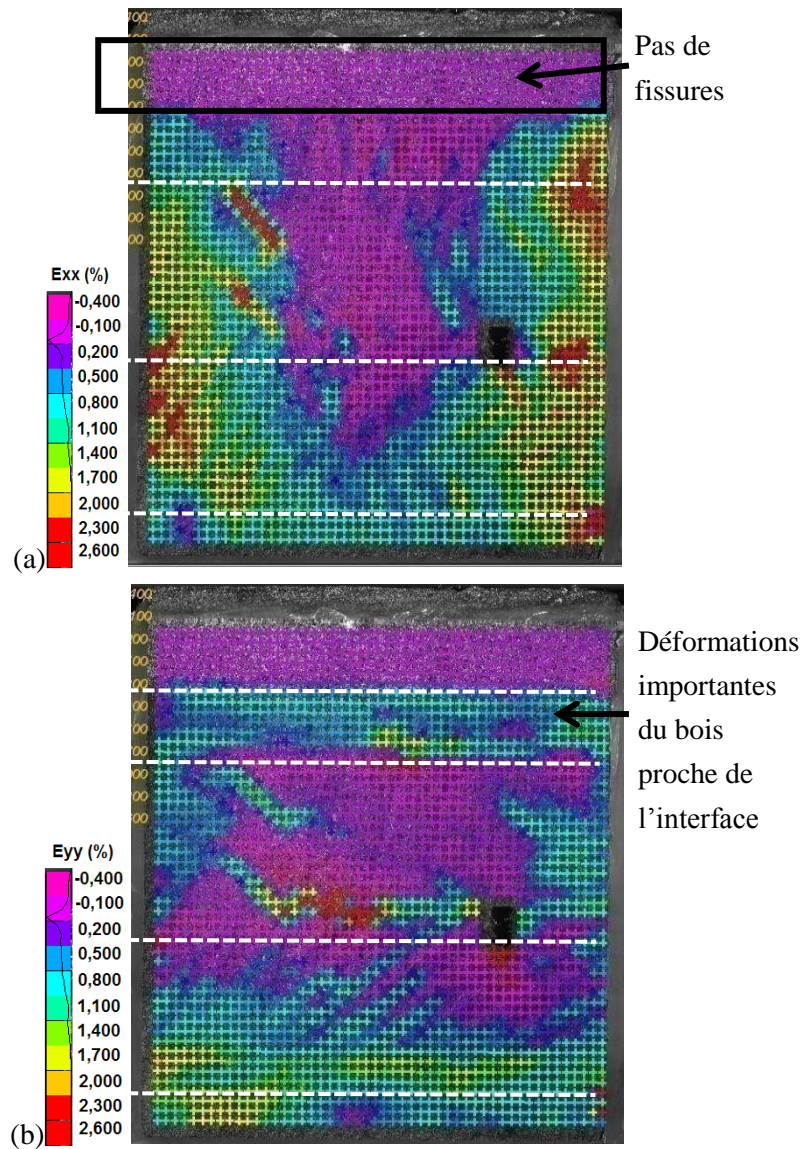 Pas de
fissures
Exx (%)
-0,400
-0,100
0,200
0,500
0,800
1,100
1,400
1,700
2,000
2,300
2,600
(a)
Déformations
importantes
du bois
proche de
l'interface
Eyy (%)
-0,400
-0,100
0,200
0,500
0,800
1,100
1,400
1,700
2,000
2,300
2,600
(b)